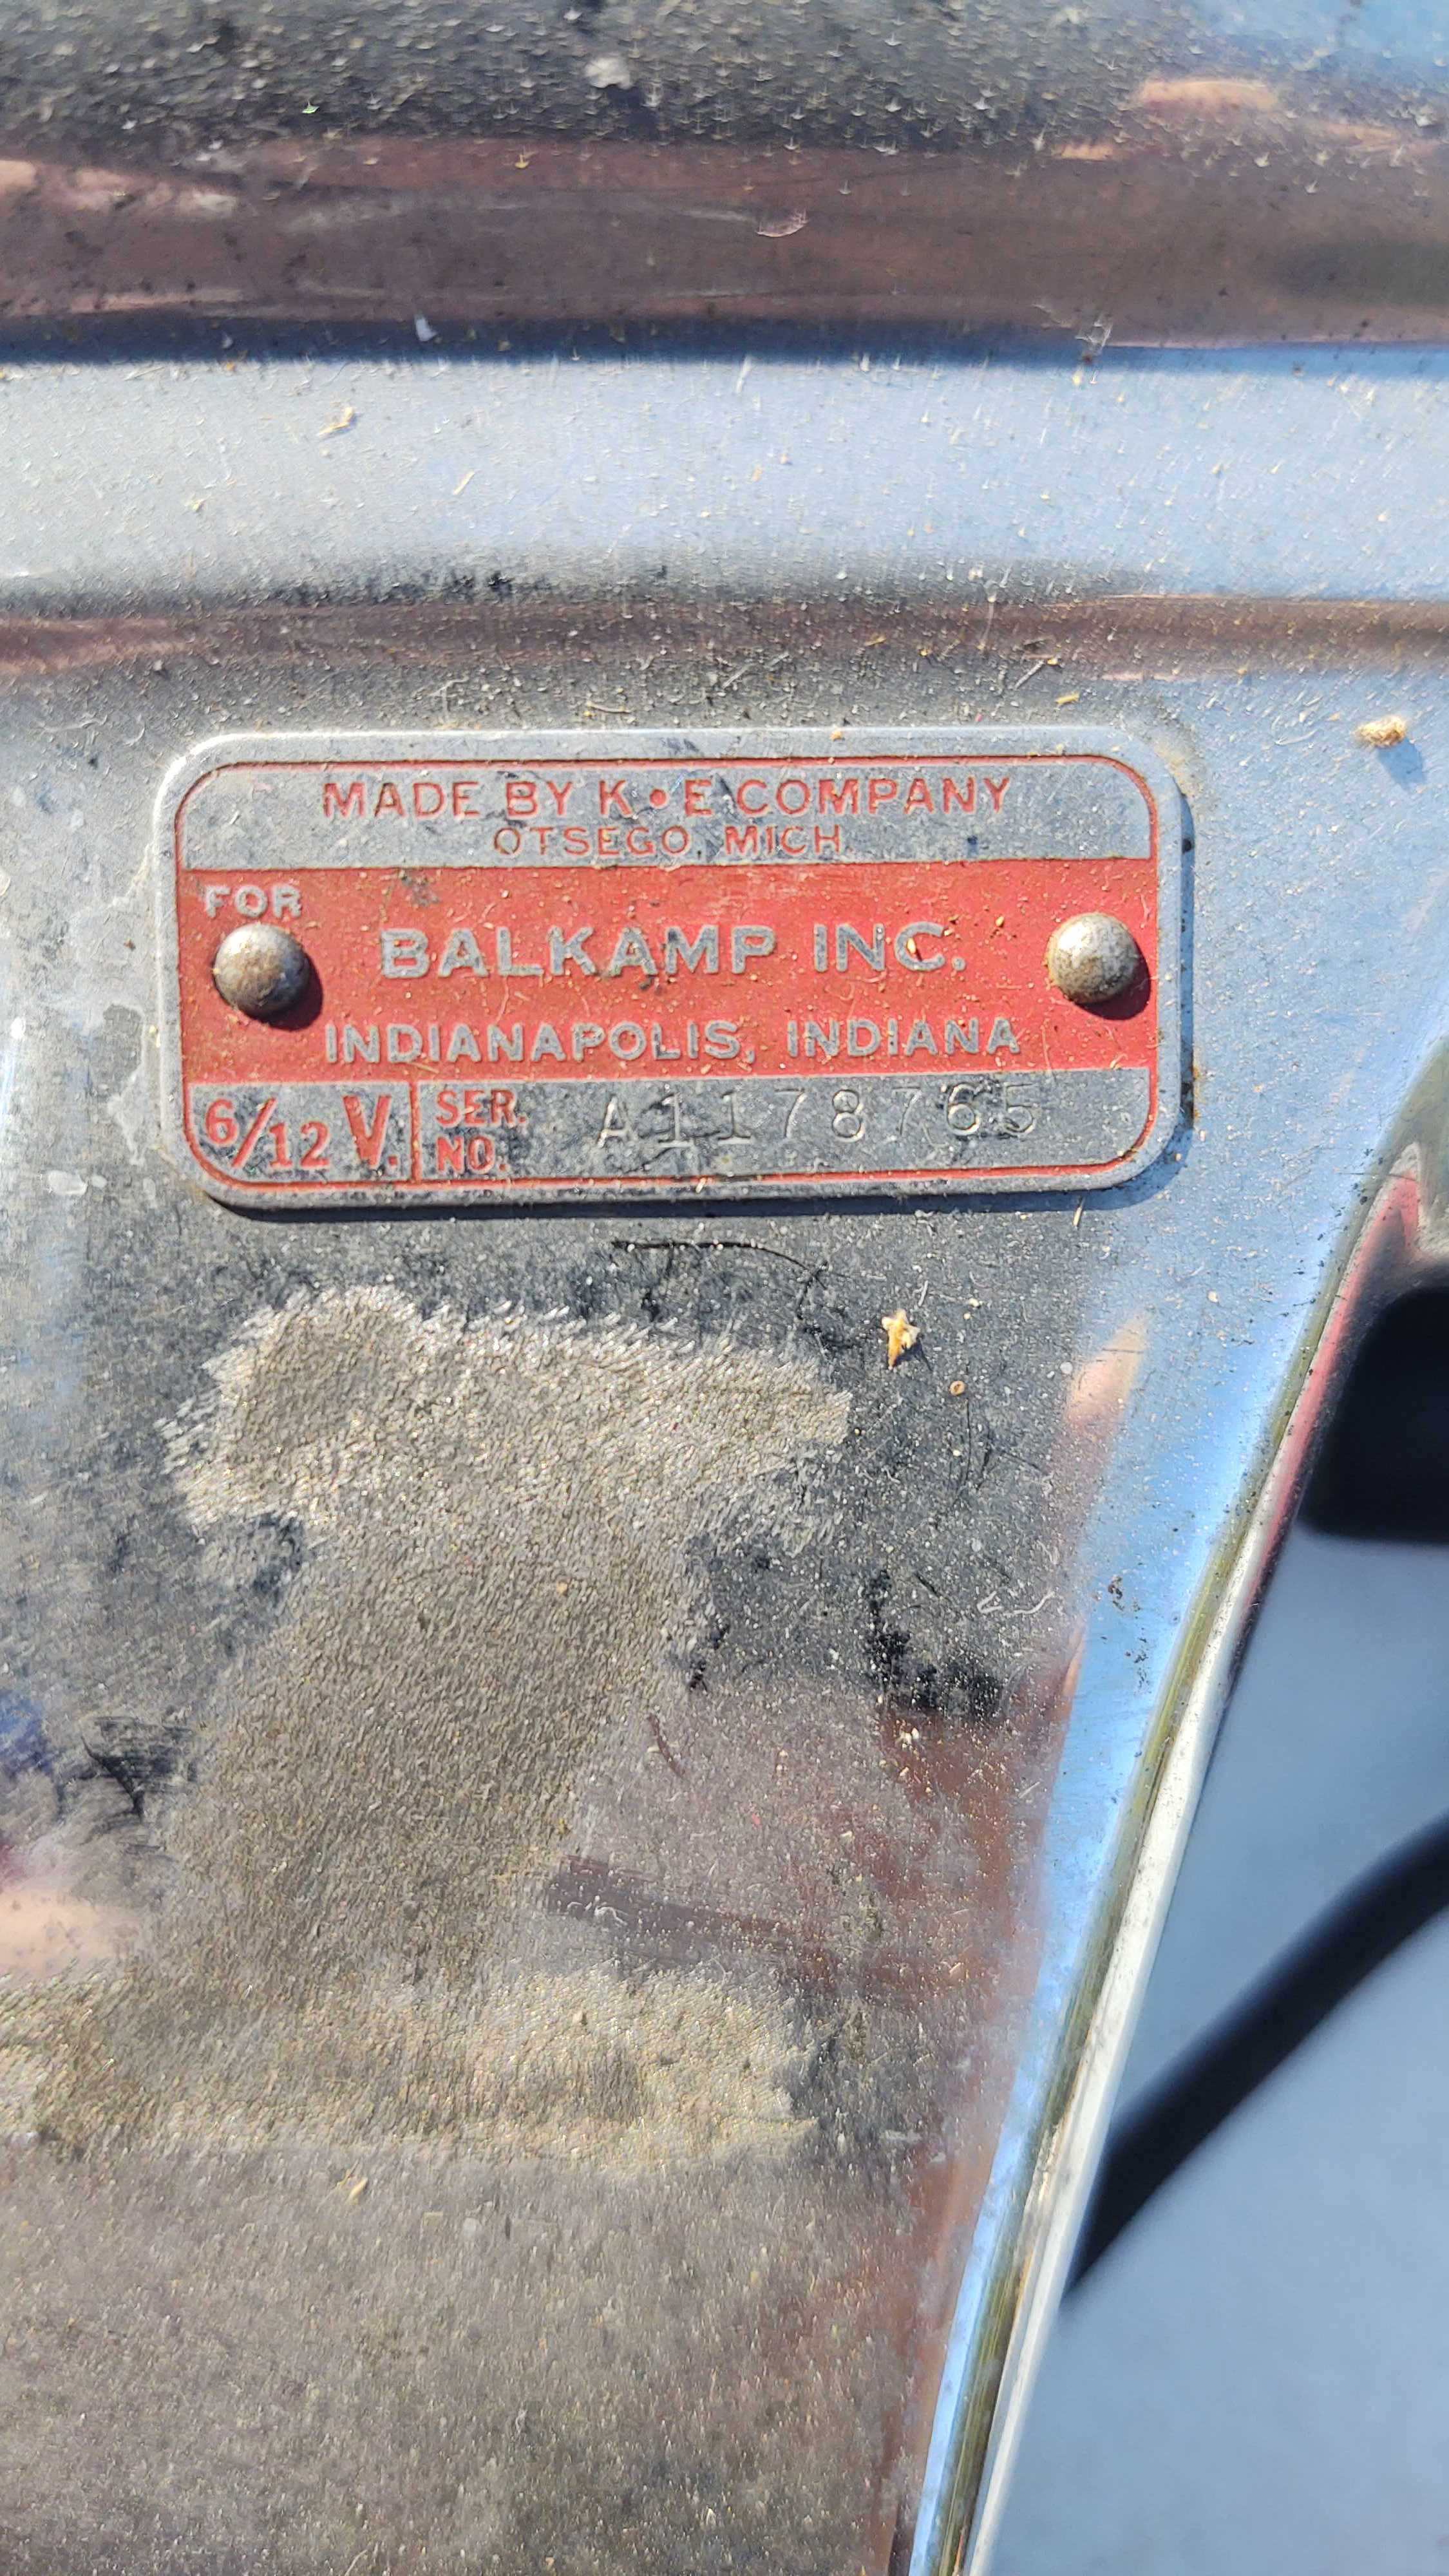 MADE BY K•E COMPANY
OTSEGO, MICH.
FOR
BALKAMP INC.
INDIANAPOLIS, INDIANA
6/12 V. SER. NO. A1178765